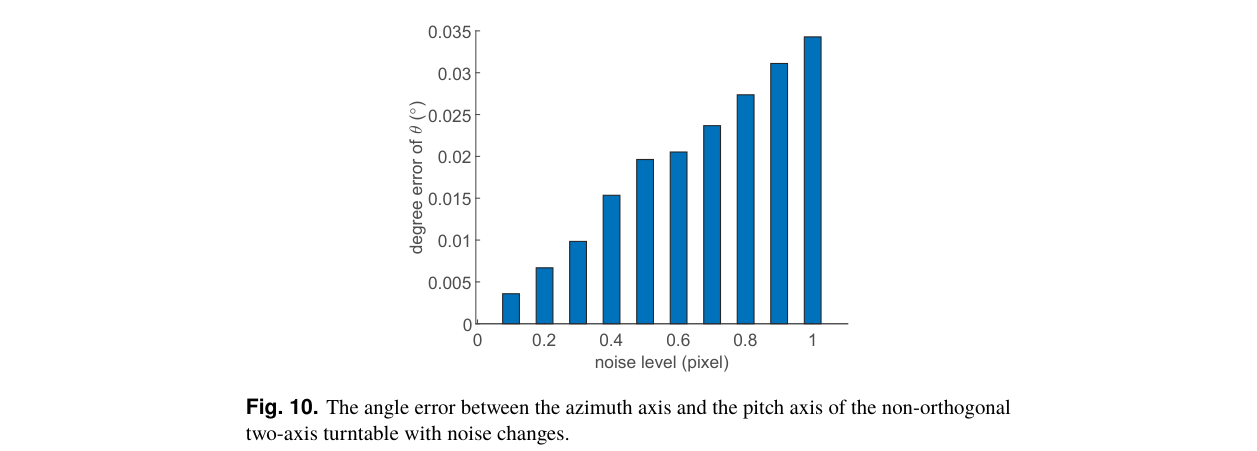 0.035
0.03
0.025
0.02
0.015
0.01
0.005
0
degree error of θ (°)
0 0.2 0.4 0.6 0.8 1
noise level (pixel)
Fig. 10. The angle error between the azimuth axis and the pitch axis of the non-orthogonal
two-axis turntable with noise changes.